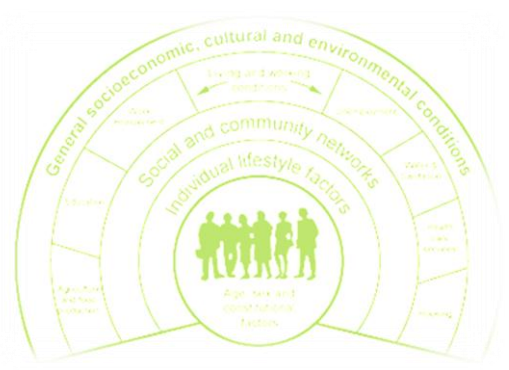 General socioeconomic, cultural and environmental conditions
Living and working
conditions
Work
environment
Unemployment
Social and community networks
Individual lifestyle factors
Education
Water &
sanitation
Health
care
services
Agriculture
and food
production
Housing
Age, sex and
constitutional
factors